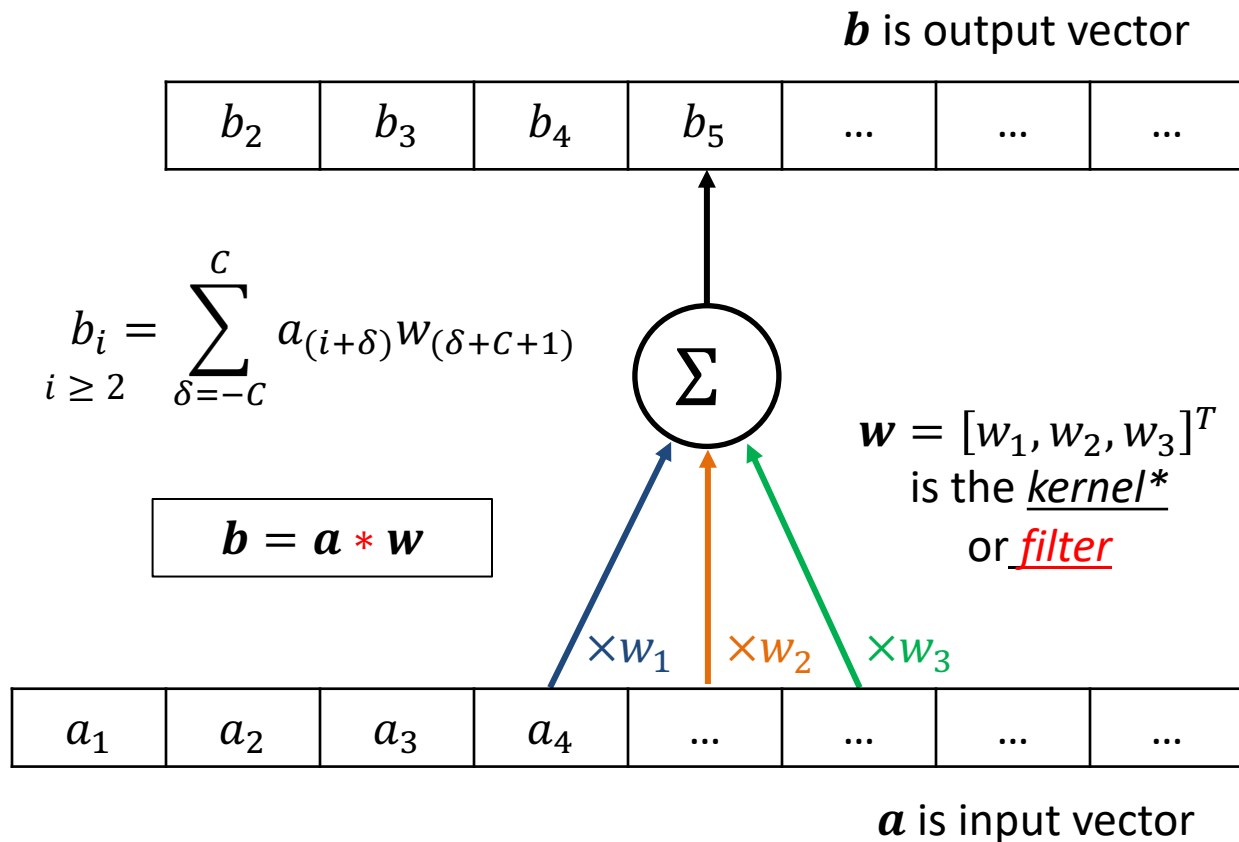 b is output vector
b₂ b₃ b₄ b₅ ... ... ...
C
bᵢ = ∑ a₍ᵢ₊δ₎w₍δ₊C₊₁₎
i ≥ 2 δ=−C
Σ
w = [w₁, w₂, w₃]ᵀ
is the kernel*
or filter
b = a * w
×w₁ ×w₂ ×w₃
a₁ a₂ a₃ a₄ ... ... ... ...
a is input vector